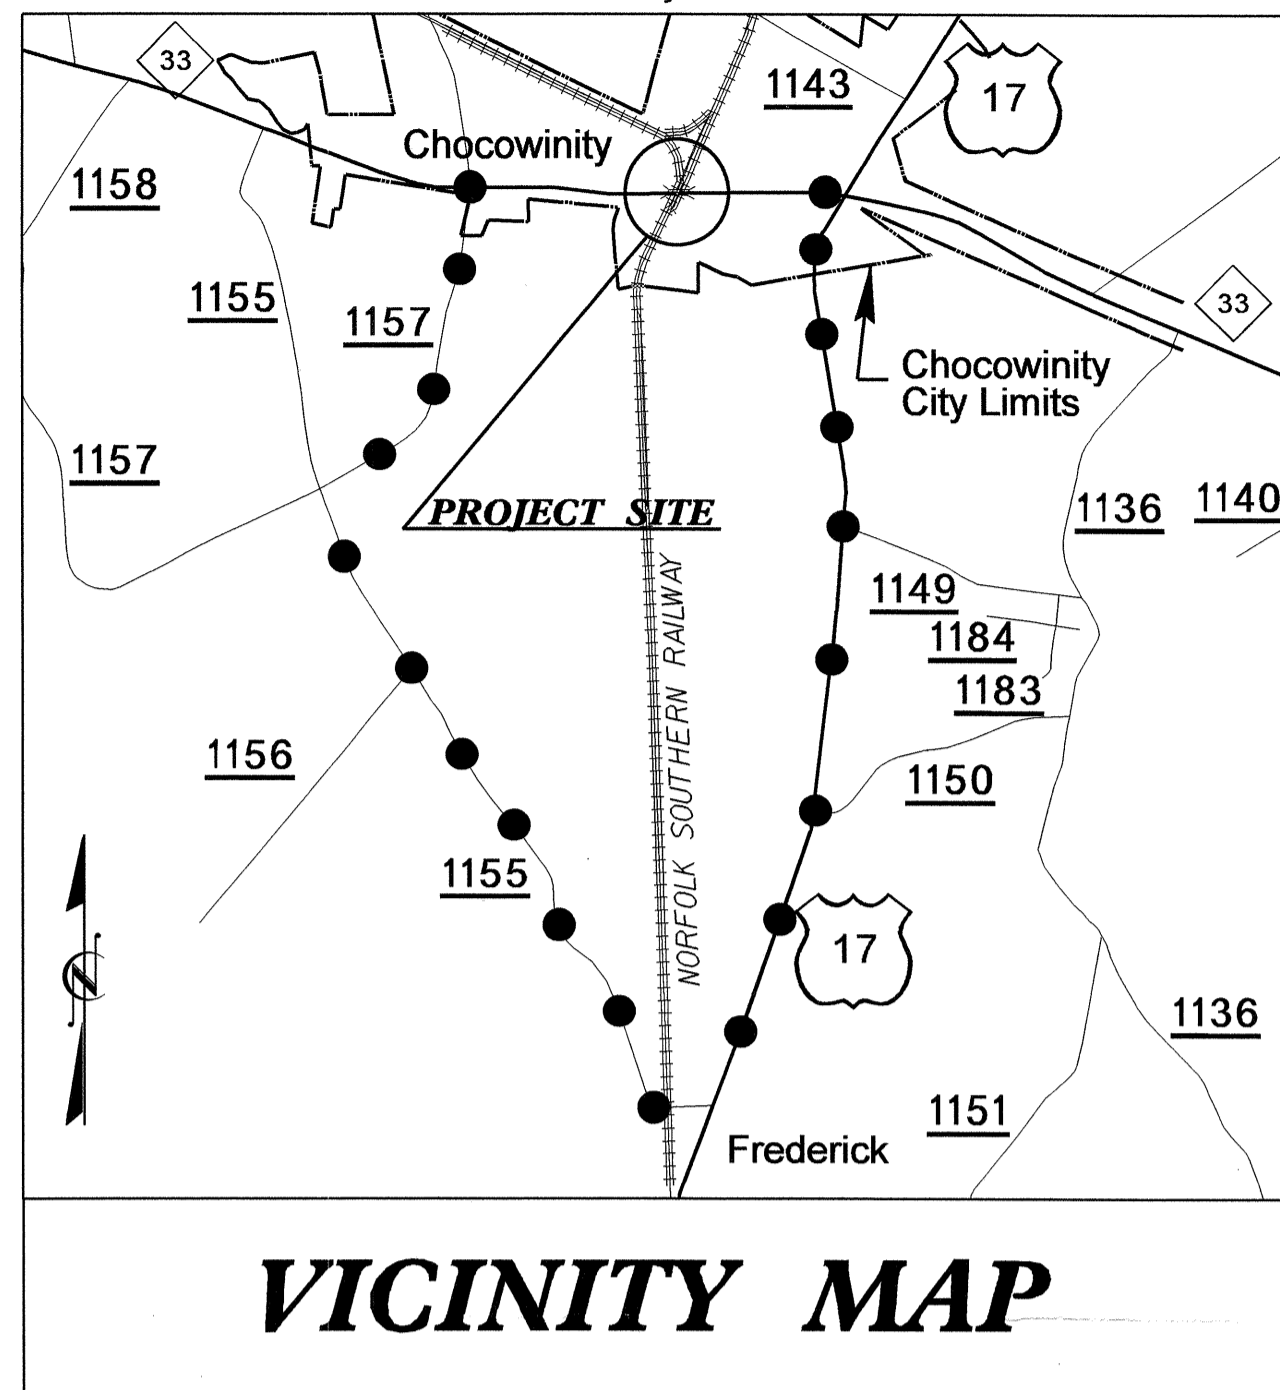 33
1143
17
Chocowinity
1158
1155
1157
33
Chocowinity
City Limits
1157
PROJECT SITE
1136
1140
1149
1184
1183
NORFOLK SOUTHERN RAILWAY
1156
1150
1155
17
N
1136
1151
Frederick
VICINITY MAP